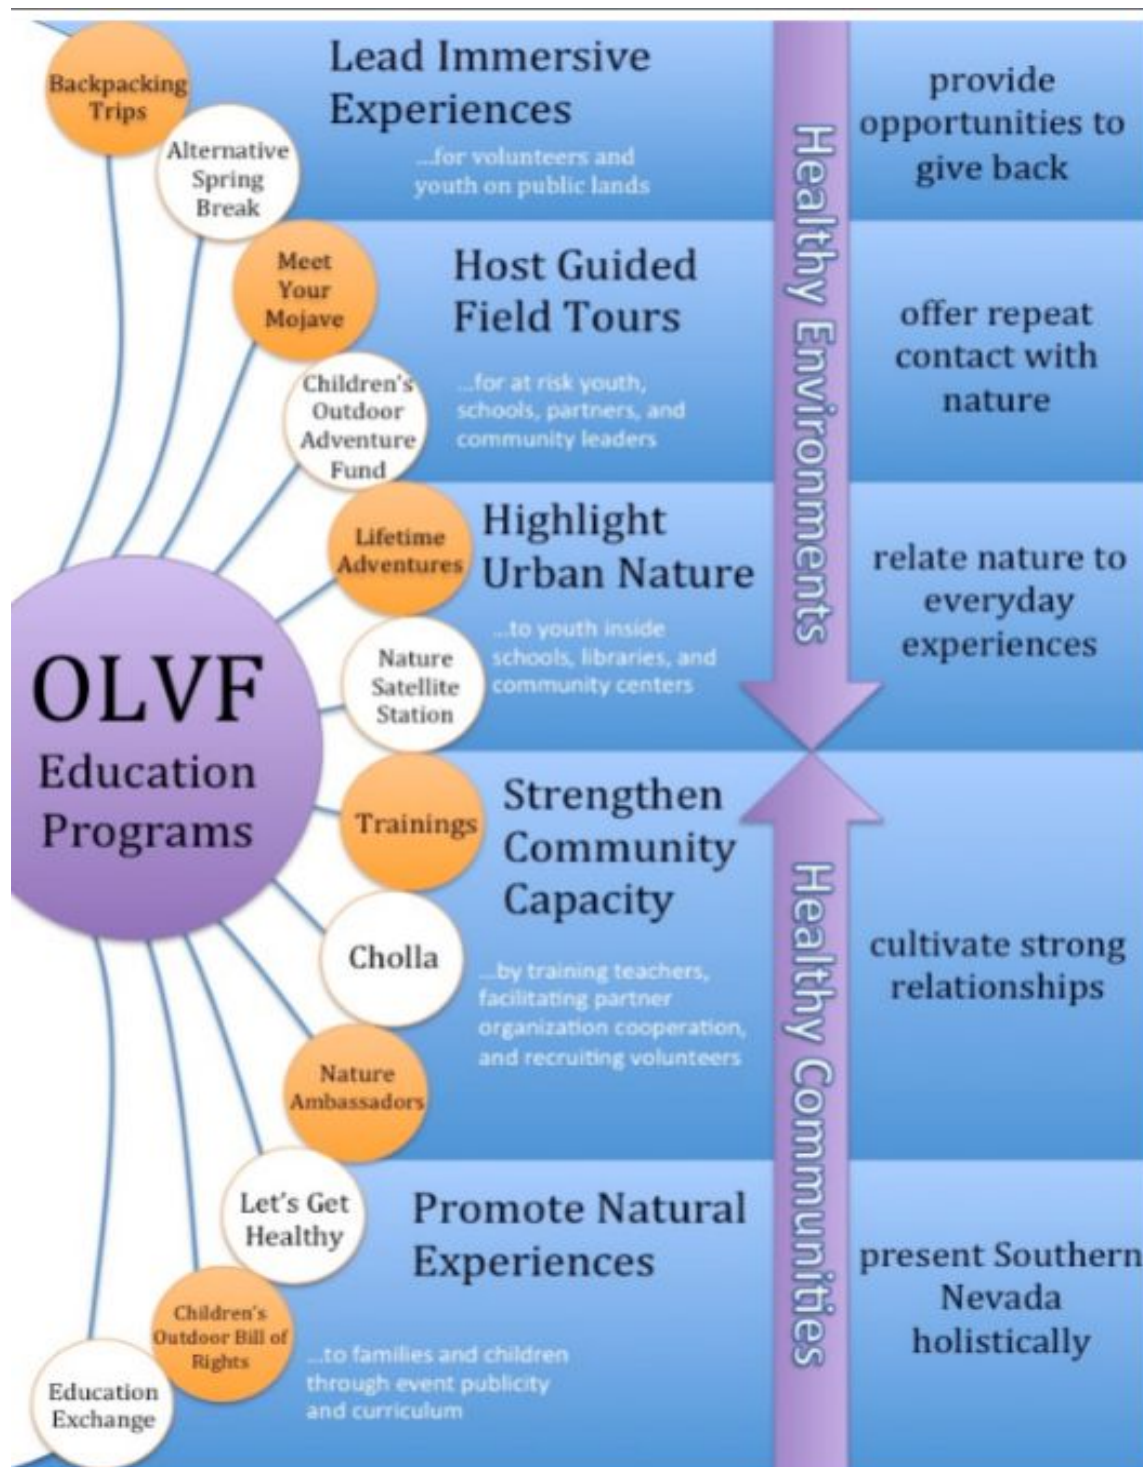 Backpacking
Trips
Alternative
Spring
Break
Meet
Your
Mojave
Children's
Outdoor
Adventure
Fund
Lifetime
Adventures
Nature
Satellite
Station
Trainings
Cholla
Nature
Ambassadors
Let's Get
Healthy
Children's
Outdoor Bill of
Rights
Education
Exchange
OLVF
Education
Programs
Lead Immersive
Experiences
...for volunteers and
youth on public lands
Host Guided
Field Tours
...for at risk youth,
schools, partners, and
community leaders
Highlight
Urban Nature
...to youth inside
schools, libraries, and
community centers
Strengthen
Community
Capacity
...by training teachers,
facilitating partner
organization cooperation,
and recruiting volunteers
Promote Natural
Experiences
...to families and children
through event publicity
and curriculum
Healthy Environments
Healthy Communities
provide
opportunities to
give back
offer repeat
contact with
nature
relate nature to
everyday
experiences
cultivate strong
relationships
present Southern
Nevada
holistically